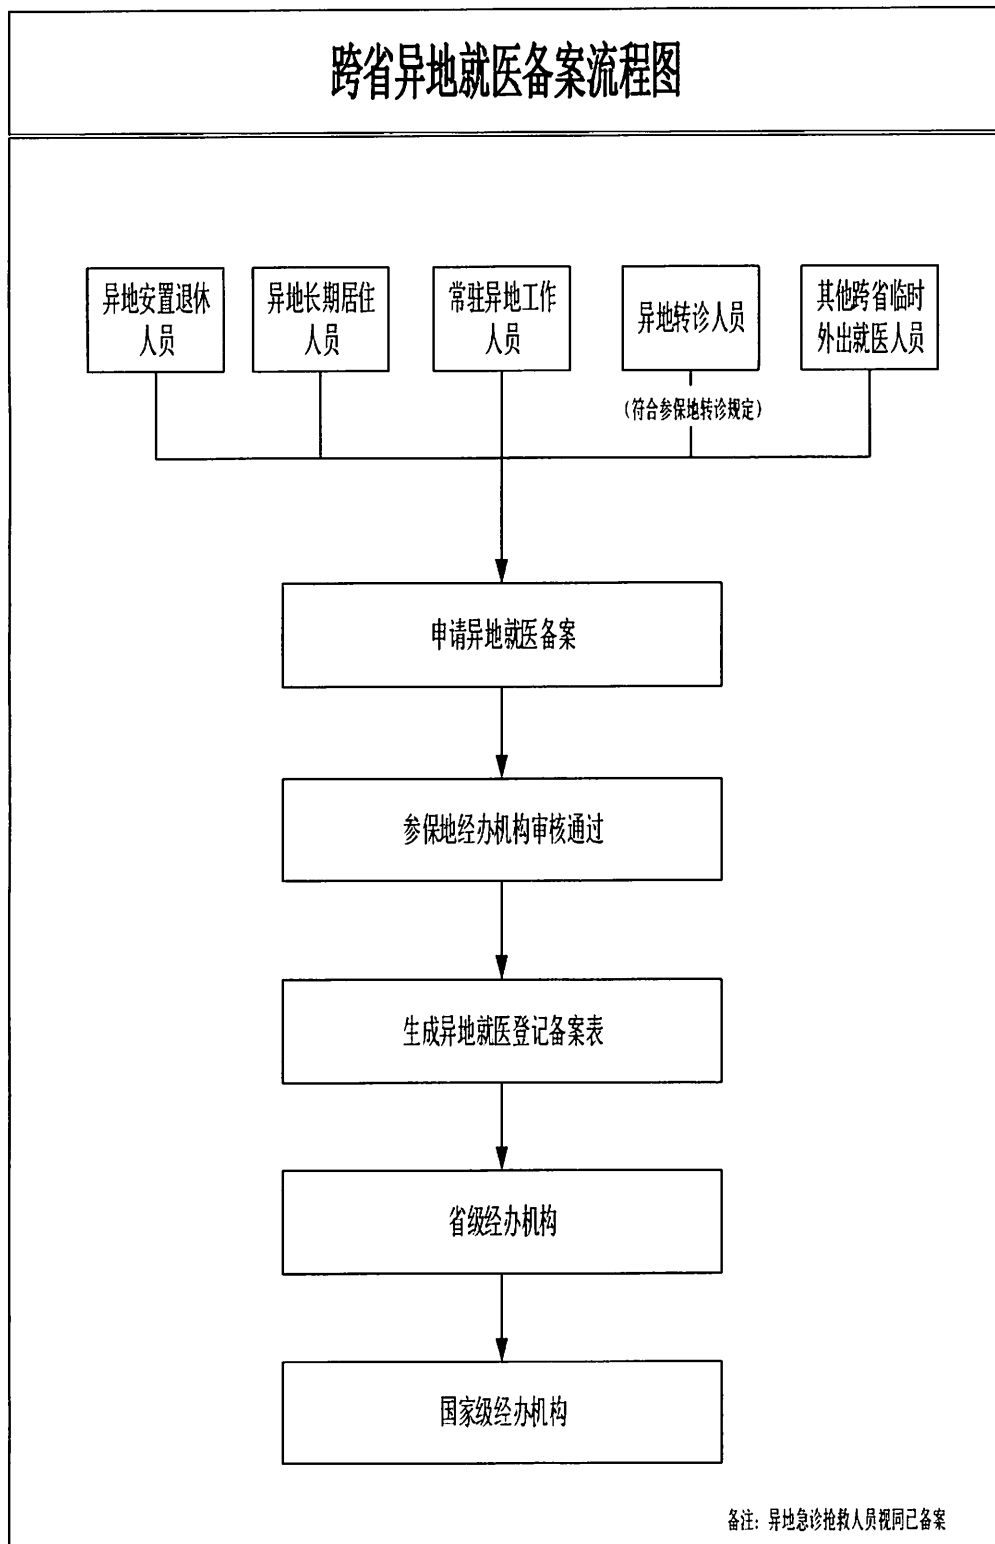 跨省异地就医备案流程图
异地安置退休
人员
异地长期居住
人员
常驻异地工作
人员
异地转诊人员
其他跨省临时
外出就医人员
（符合参保地转诊规定）
申请异地就医备案
参保地经办机构审核通过
生成异地就医登记备案表
省级经办机构
国家级经办机构
备注：异地急诊抢救人员视同已备案